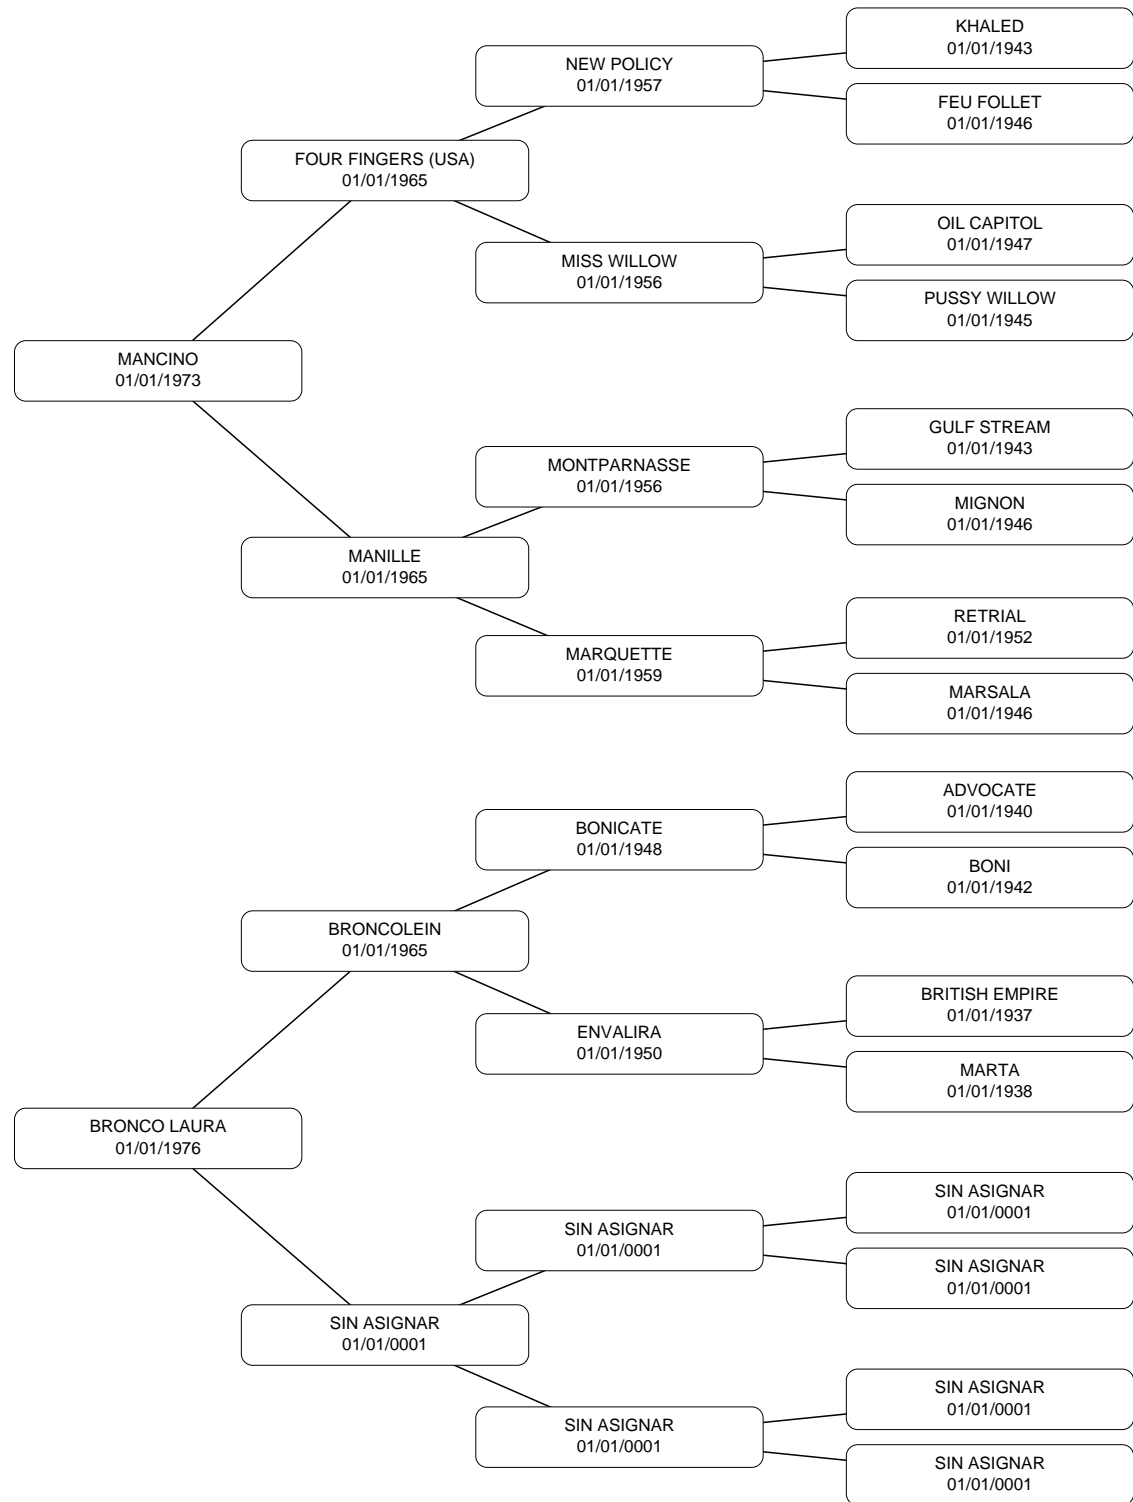 KHALED
01/01/1943
NEW POLICY
01/01/1957
FEU FOLLET
01/01/1946
FOUR FINGERS (USA)
01/01/1965
OIL CAPITOL
01/01/1947
MISS WILLOW
01/01/1956
PUSSY WILLOW
01/01/1945
MANCINO
01/01/1973
GULF STREAM
01/01/1943
MONTPARNASSE
01/01/1956
MIGNON
01/01/1946
MANILLE
01/01/1965
RETRIAL
01/01/1952
MARQUETTE
01/01/1959
MARSALA
01/01/1946
ADVOCATE
01/01/1940
BONICATE
01/01/1948
BONI
01/01/1942
BRONCOLEIN
01/01/1965
BRITISH EMPIRE
01/01/1937
ENVALIRA
01/01/1950
MARTA
01/01/1938
BRONCO LAURA
01/01/1976
SIN ASIGNAR
01/01/0001
SIN ASIGNAR
01/01/0001
SIN ASIGNAR
01/01/0001
SIN ASIGNAR
01/01/0001
SIN ASIGNAR
01/01/0001
SIN ASIGNAR
01/01/0001
SIN ASIGNAR
01/01/0001